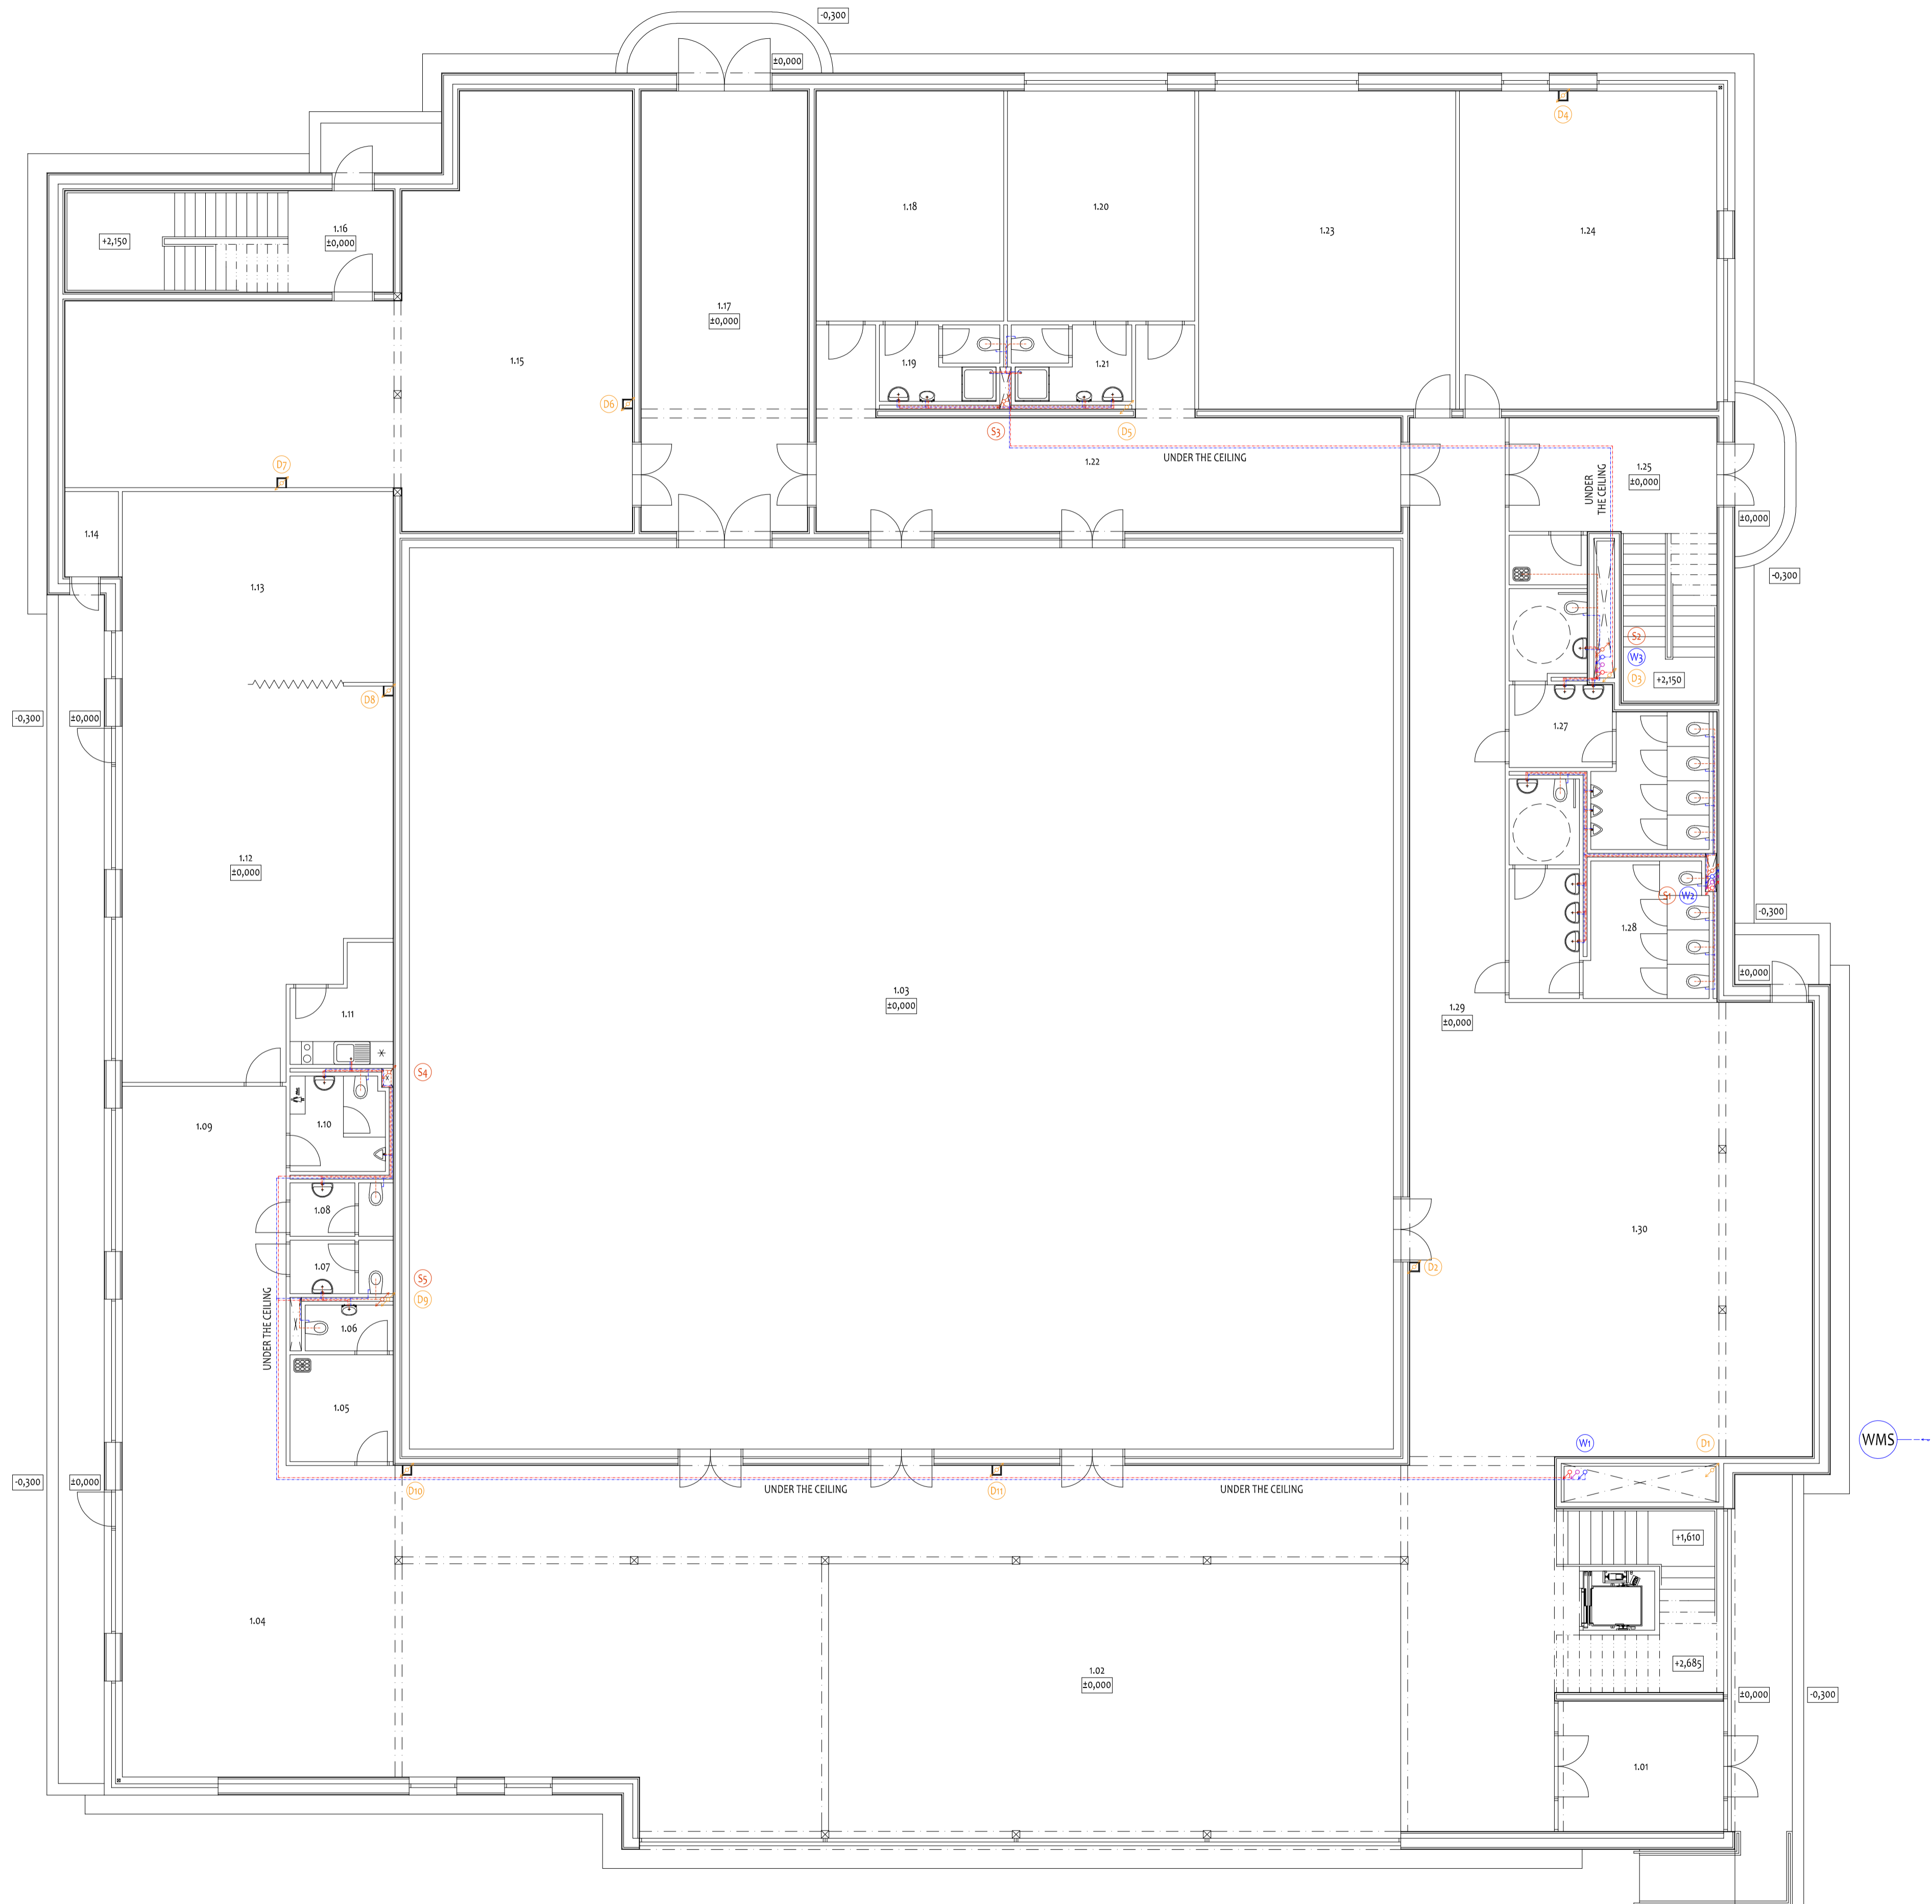 -0,300
±0,000
D4
1.18
1.20
1.16
±0,000
+2,150
1.23
1.24
1.17
±0,000
1.15
1.19
1.21
D6
S3
D5
UNDER THE CEILING
1.22
D7
1.25
±0,000
UNDER
THE CEILING
±0,000
1.14
-0,300
1.13
S2
W3
D3
+2,150
D8
-0,300
±0,000
1.27
1.12
±0,000
S1
W2
-0,300
1.28
±0,000
1.03
±0,000
1.29
±0,000
1.11
S4
1.10
1.09
1.08
1.30
1.07
D2
S5
D9
UNDER THE CEILING
1.06
1.05
W1
D1
WMS
-0,300
±0,000
D10
UNDER THE CEILING
D11
UNDER THE CEILING
+1,610
1.04
+2,685
1.02
±0,000
±0,000
-0,300
1.01